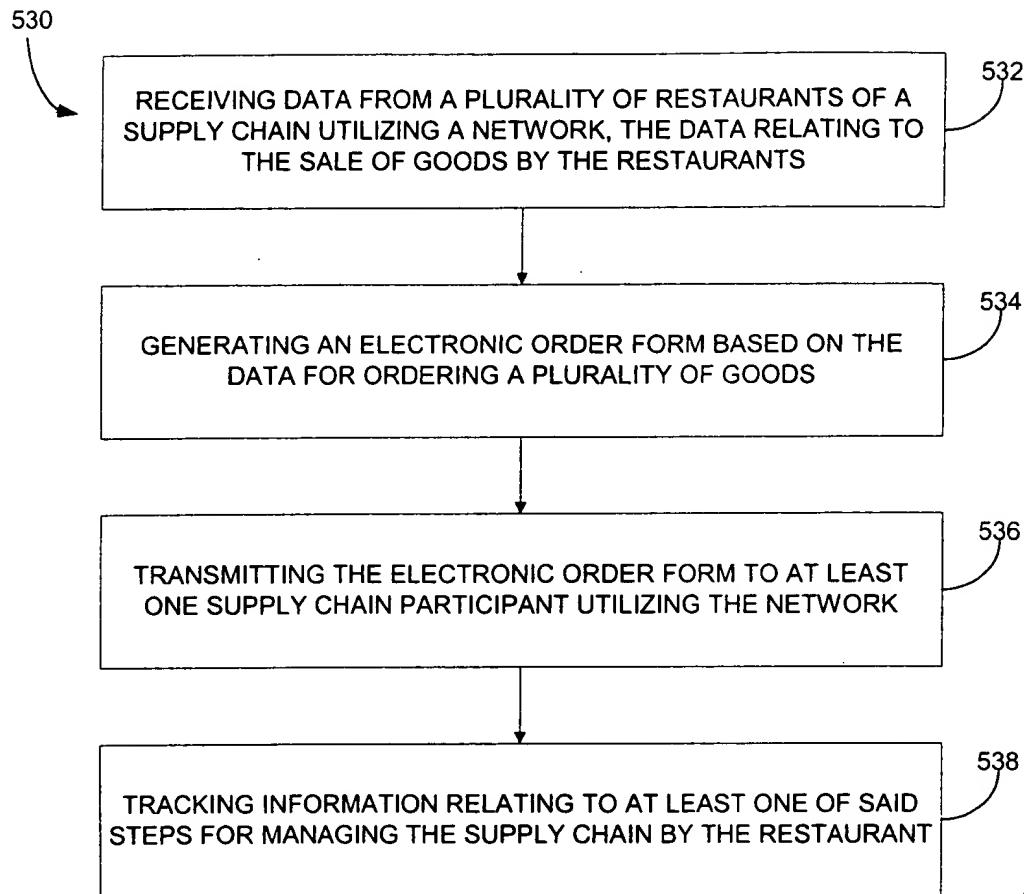 530
532
RECEIVING DATA FROM A PLURALITY OF RESTAURANTS OF A
SUPPLY CHAIN UTILIZING A NETWORK, THE DATA RELATING TO
THE SALE OF GOODS BY THE RESTAURANTS
534
GENERATING AN ELECTRONIC ORDER FORM BASED ON THE
DATA FOR ORDERING A PLURALITY OF GOODS
536
TRANSMITTING THE ELECTRONIC ORDER FORM TO AT LEAST
ONE SUPPLY CHAIN PARTICIPANT UTILIZING THE NETWORK
538
TRACKING INFORMATION RELATING TO AT LEAST ONE OF SAID
STEPS FOR MANAGING THE SUPPLY CHAIN BY THE RESTAURANT